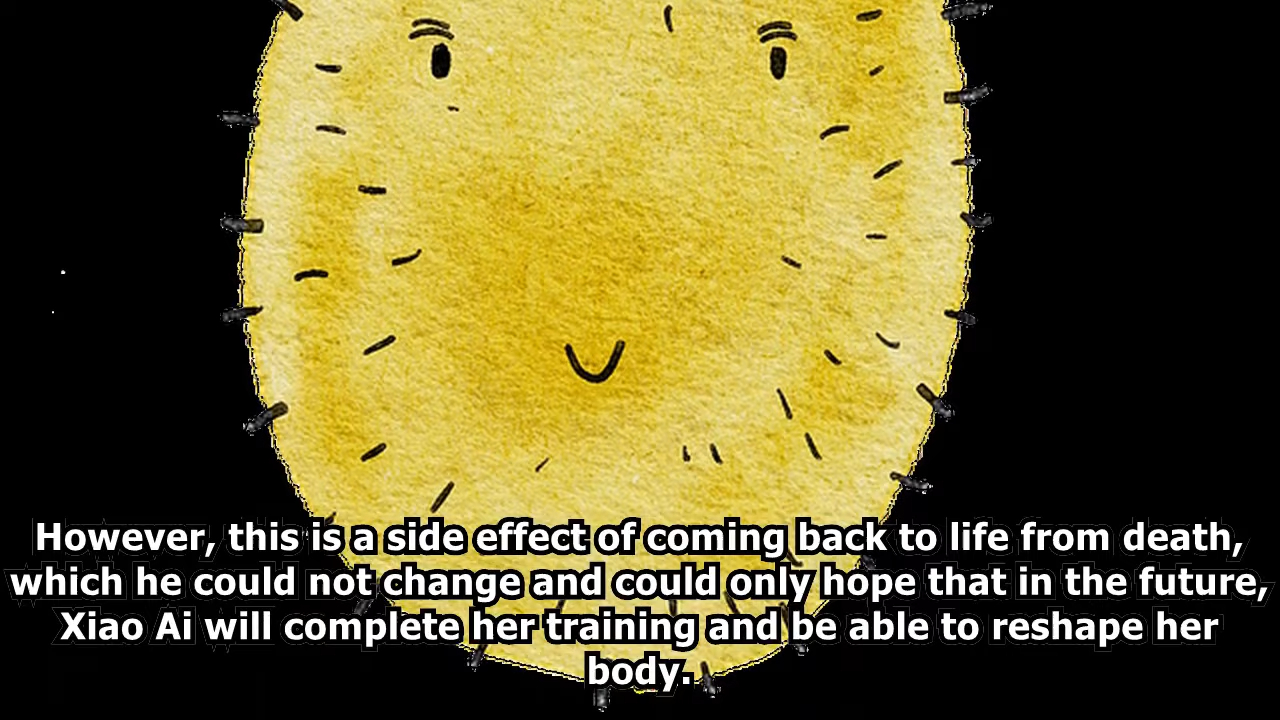 However, this is a side effect of coming back to life from death,
which he could not change and could only hope that in the future,
Xiao Ai will complete her training and be able to reshape her
body.